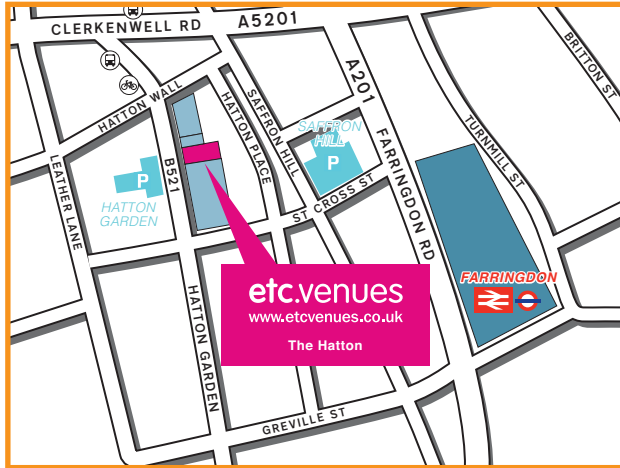 CLERKENWELL RD A5201
BRITTON ST
HATTON WALL
A201
FARRINGDON RD
TURNMILL ST
LEATHER LANE
B521
HATTON PLACE
SAFFRON HILL
SAFFRON
HILL
P
P
HATTON
GARDEN
ST CROSS ST
FARRINGDON
etc.venues
www.etcvenues.co.uk
The Hatton
HATTON GARDEN
GREVILLE ST